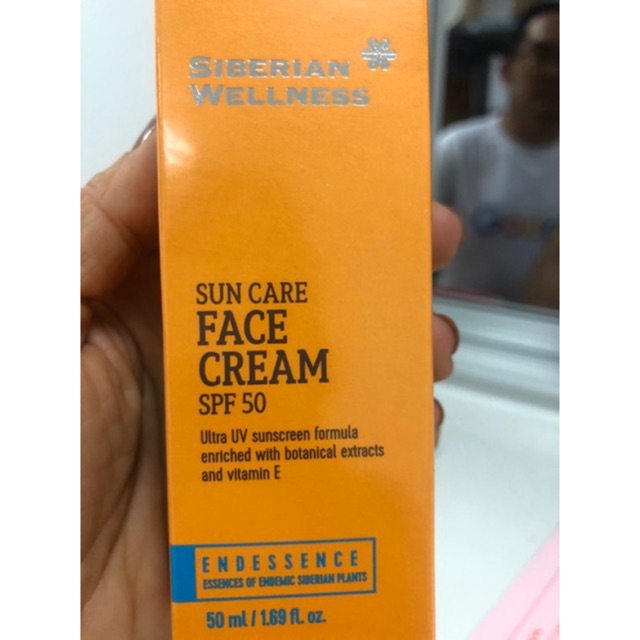 SIBERIAN
WELLNESS
SUN CARE
FACE
CREAM
SPF 50
Ultra UV sunscreen formula
enriched with botanical extracts
and vitamin E
ENDESSENCE
ESSENCES OF ENDEMIC SIBERIAN PLANTS
50 ml / 1.69 fl. oz.